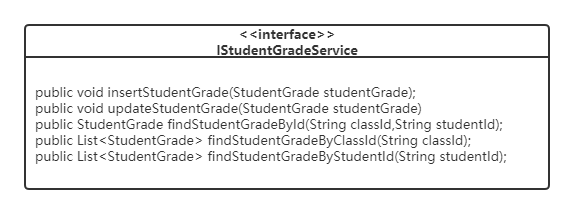 <<interface>>
IStudentGradeService
public void insertStudentGrade(StudentGrade studentGrade);
public void updateStudentGrade(StudentGrade studentGrade)
public StudentGrade findStudentGradeById(String classId,String studentId);
public List<StudentGrade> findStudentGradeByClassId(String classId);
public List<StudentGrade> findStudentGradeByStudentId(String studentId);